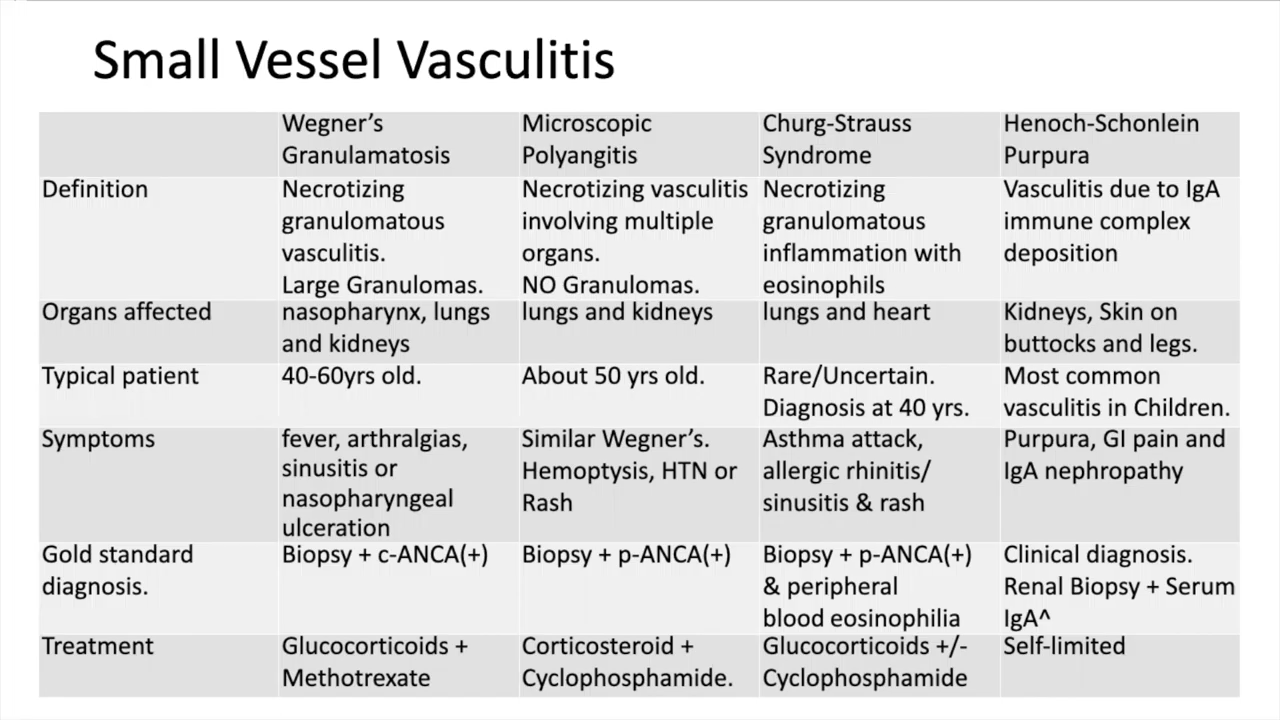 Small Vessel Vasculitis
Wegner's
Granulamatosis
Microscopic
Polyangitis
Churg-Strauss
Syndrome
Henoch-Schonlein
Purpura
Definition
Necrotizing
granulomatous
vasculitis.
Large Granulomas.
Necrotizing vasculitis
involving multiple
organs.
NO Granulomas.
Necrotizing
granulomatous
inflammation with
eosinophils
Vasculitis due to IgA
immune complex
deposition
Organs affected
nasopharynx, lungs
and kidneys
lungs and kidneys
lungs and heart
Kidneys, Skin on
buttocks and legs.
Typical patient
40-60yrs old.
About 50 yrs old.
Rare/Uncertain.
Diagnosis at 40 yrs.
Most common
vasculitis in Children.
Symptoms
fever, arthralgias,
sinusitis or
nasopharyngeal
ulceration
Similar Wegner's.
Hemoptysis, HTN or
Rash
Asthma attack,
allergic rhinitis/
sinusitis & rash
Purpura, GI pain and
IgA nephropathy
Gold standard
diagnosis.
Biopsy + c-ANCA(+)
Biopsy + p-ANCA(+)
Biopsy + p-ANCA(+)
& peripheral
blood eosinophilia
Clinical diagnosis.
Renal Biopsy + Serum
IgA^
Treatment
Glucocorticoids +
Methotrexate
Corticosteroid +
Cyclophosphamide.
Glucocorticoids +/-
Cyclophosphamide
Self-limited